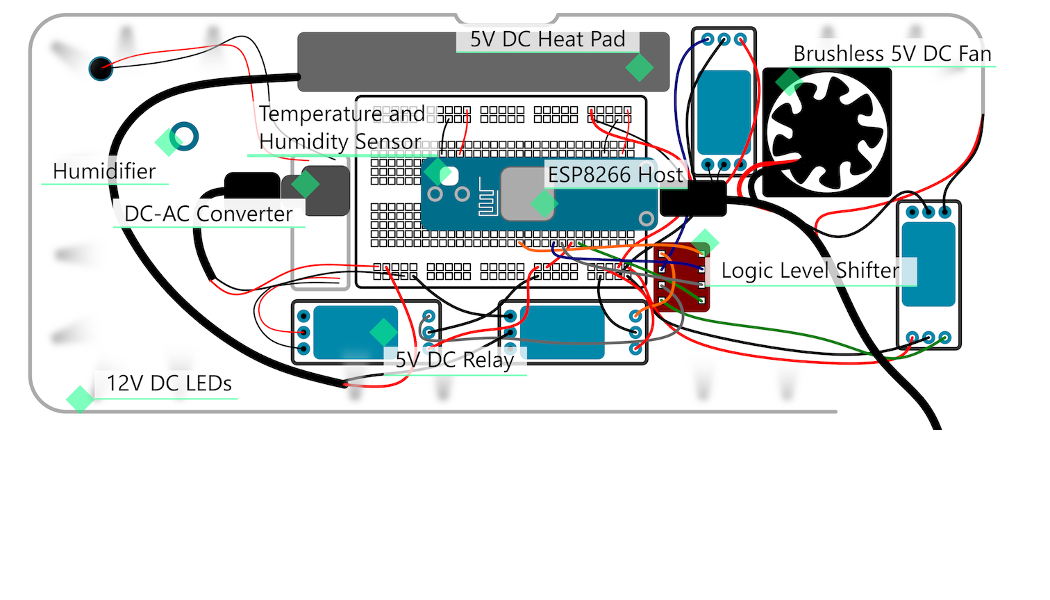 5V DC Heat Pad
Brushless 5V DC Fan
Temperature and
Humidity Sensor
Humidifier
ESP8266 Host
DC-AC Converter
Logic Level Shifter
5V DC Relay
12V DC LEDs